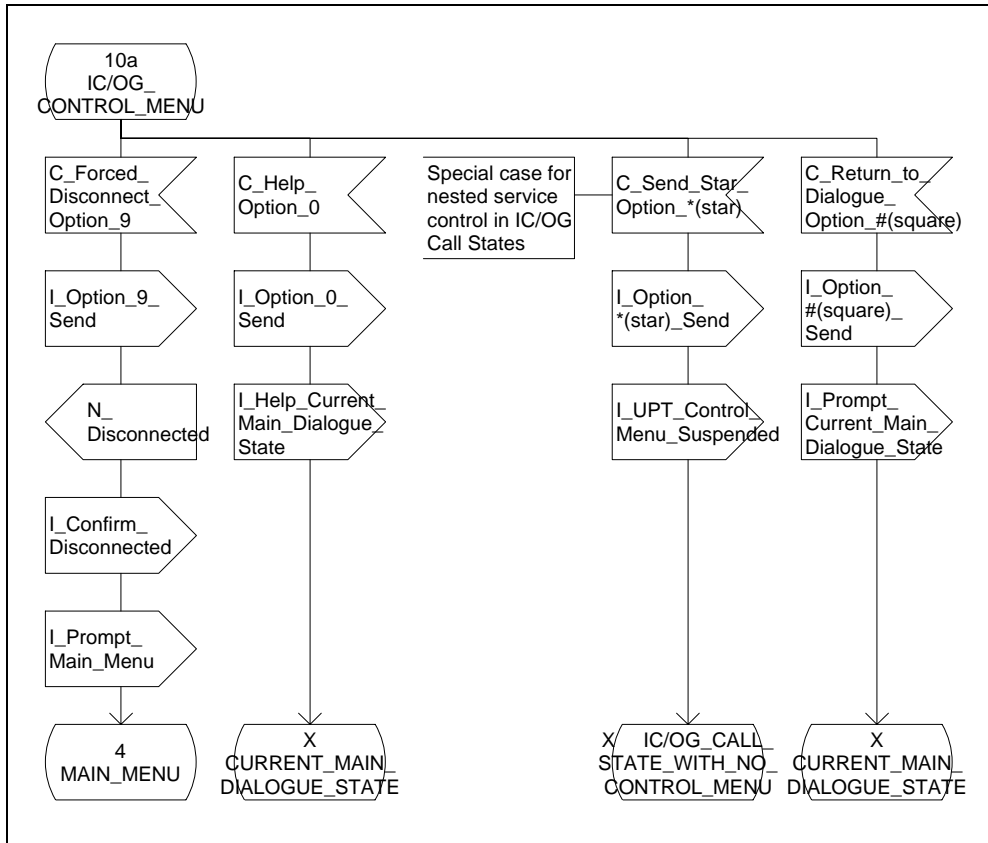 10a
IC/OG_
CONTROL_MENU
C_Forced_
Disconnect_
Option_9
I_Option_9_
Send
N_
Disconnected
I_Confirm_
Disconnected
I_Prompt_
Main_Menu
4
MAIN_MENU
C_Help_
Option_0
I_Option_0_
Send
I_Help_Current_
Main_Dialogue_
State
X
CURRENT_MAIN_
DIALOGUE_STATE
Special case for
nested service
control in IC/OG
Call States
C_Send_Star_
Option_*(star)
I_Option_
*(star)_Send
I_UPT_Control_
Menu_Suspended
X IC/OG_CALL_
STATE_WITH_NO_
CONTROL_MENU
C_Return_to_
Dialogue_
Option_#(square)
I_Option_
#(square)_
Send
I_Prompt_
Current_Main_
Dialogue_State
X
CURRENT_MAIN_
DIALOGUE_STATE